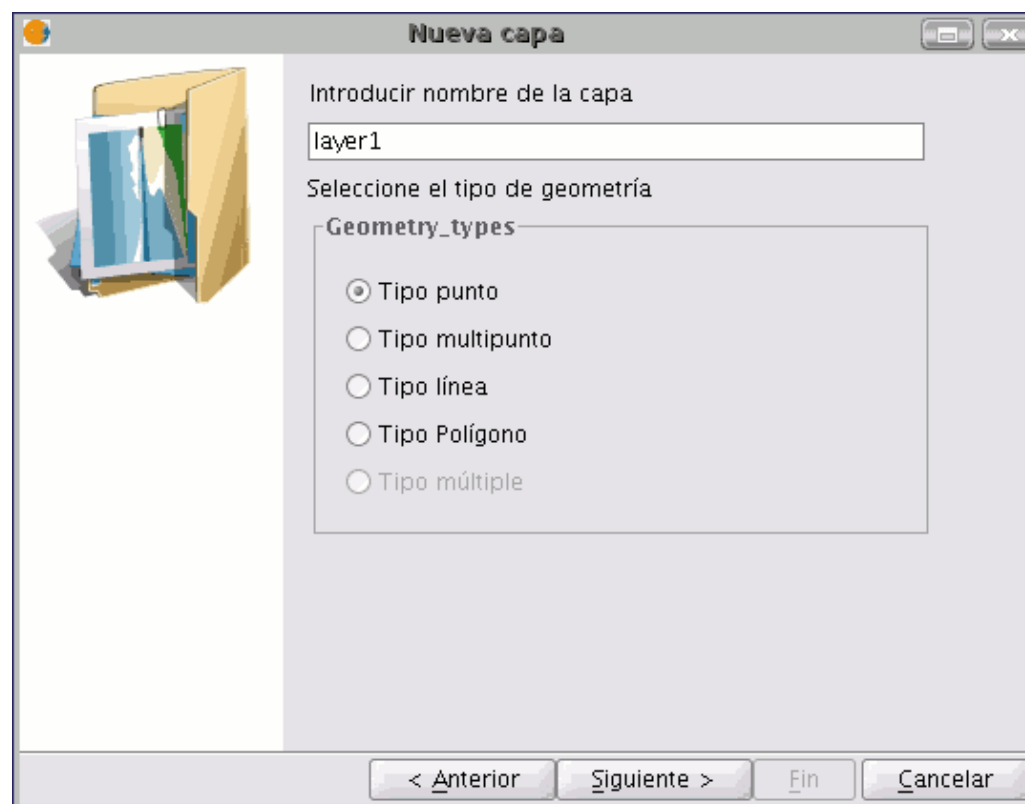 Nueva capa
Introducir nombre de la capa
layer1
Seleccione el tipo de geometría
Geometry_types
Tipo punto
Tipo multipunto
Tipo línea
Tipo Polígono
Tipo múltiple
< Anterior
Siguiente >
Fin
Cancelar